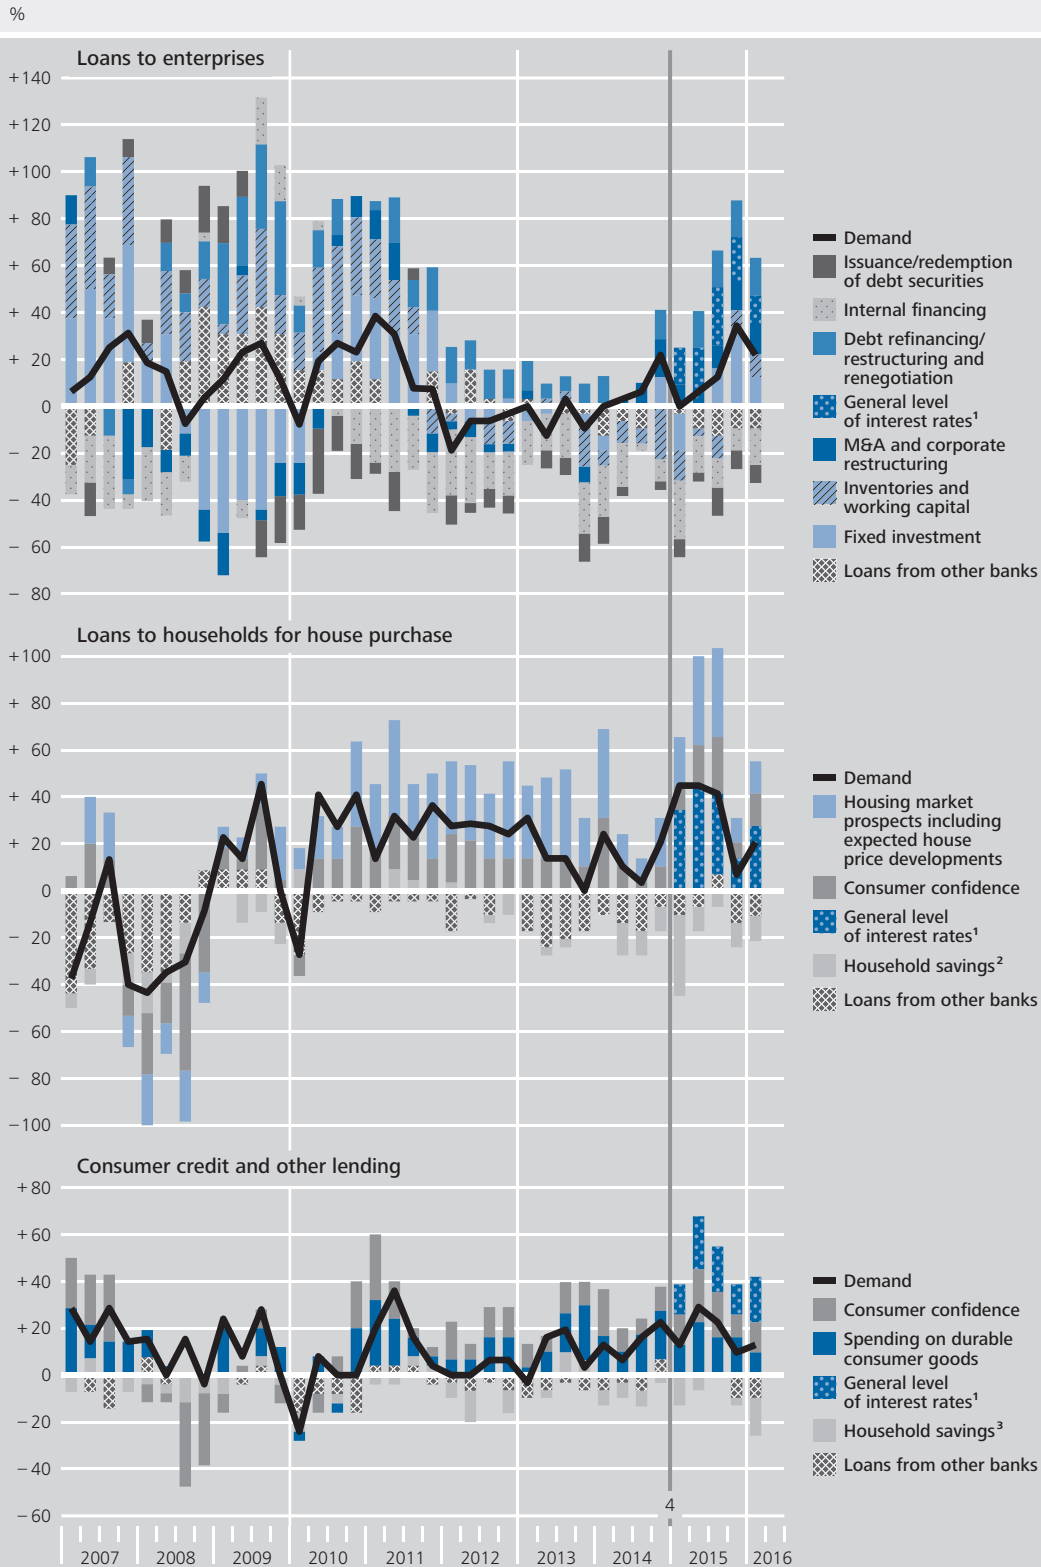 %
Loans to enterprises
+140
+120
+100
+ 80
+ 60
+ 40
+ 20
0
− 20
− 40
− 60
− 80
Demand
Issuance/redemption
of debt securities
Internal financing
Debt refinancing/
restructuring and
renegotiation
General level
of interest rates¹
M&A and corporate
restructuring
Inventories and
working capital
Fixed investment
Loans from other banks
Loans to households for house purchase
+100
+ 80
+ 60
+ 40
+ 20
0
− 20
− 40
− 60
− 80
−100
Demand
Housing market
prospects including
expected house
price developments
Consumer confidence
General level
of interest rates¹
Household savings²
Loans from other banks
Consumer credit and other lending
+80
+60
+40
+20
0
−20
−40
−60
Demand
Consumer confidence
Spending on durable
consumer goods
General level
of interest rates¹
Household savings³
Loans from other banks
4
2007 2008 2009 2010 2011 2012 2013 2014 2015 2016